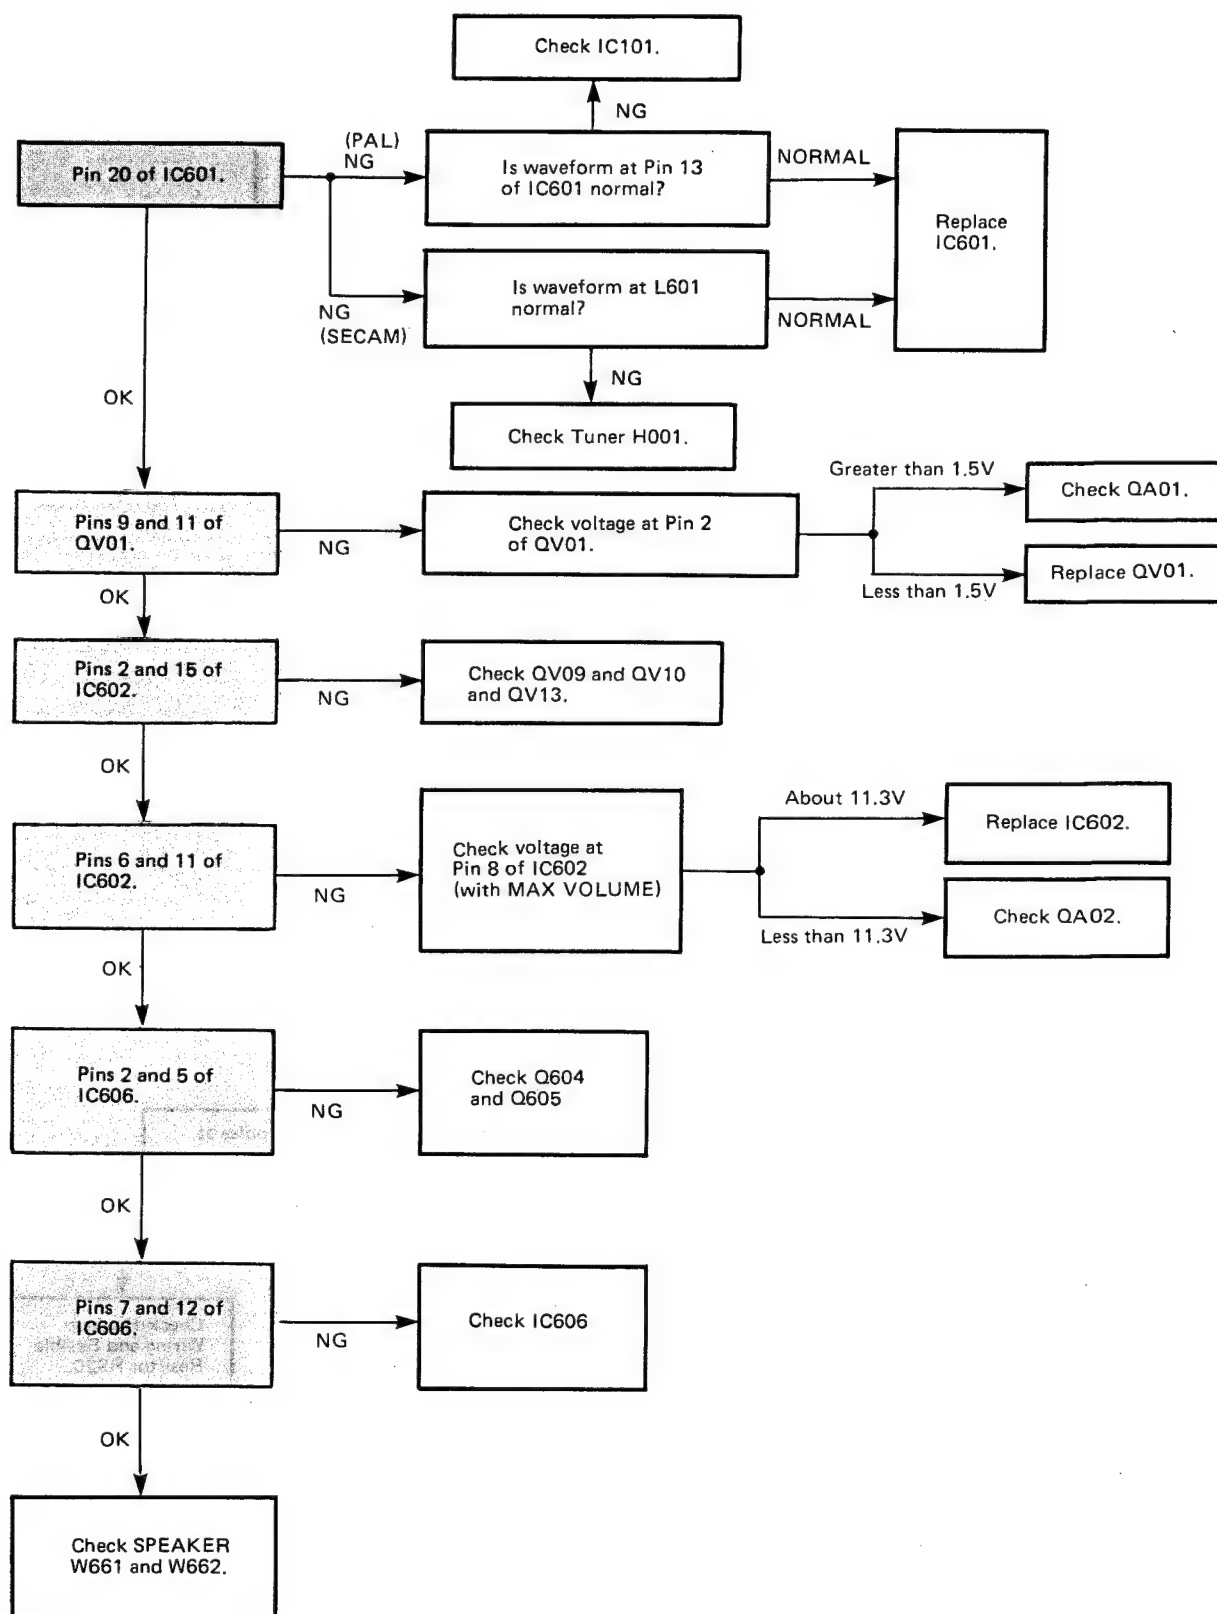 Check IC101.
NG
(PAL)
NG
Pin 20 of IC601.
Is waveform at Pin 13
of IC601 normal?
NORMAL
Replace
IC601.
Is waveform at L601
normal?
NG
(SECAM)
NORMAL
NG
OK
Check Tuner H001.
Greater than 1.5V
Check QA01.
Pins 9 and 11 of
QV01.
NG
Check voltage at Pin 2
of QV01.
Less than 1.5V
Replace QV01.
OK
Pins 2 and 15 of
IC602.
NG
Check QV09 and QV10
and QV13.
OK
About 11.3V
Replace IC602.
Pins 6 and 11 of
IC602.
NG
Check voltage at
Pin 8 of IC602
(with MAX VOLUME)
Less than 11.3V
Check QA02.
OK
Pins 2 and 5 of
IC606.
NG
Check Q604
and Q605
OK
Pins 7 and 12 of
IC606.
NG
Check IC606
OK
Check SPEAKER
W661 and W662.